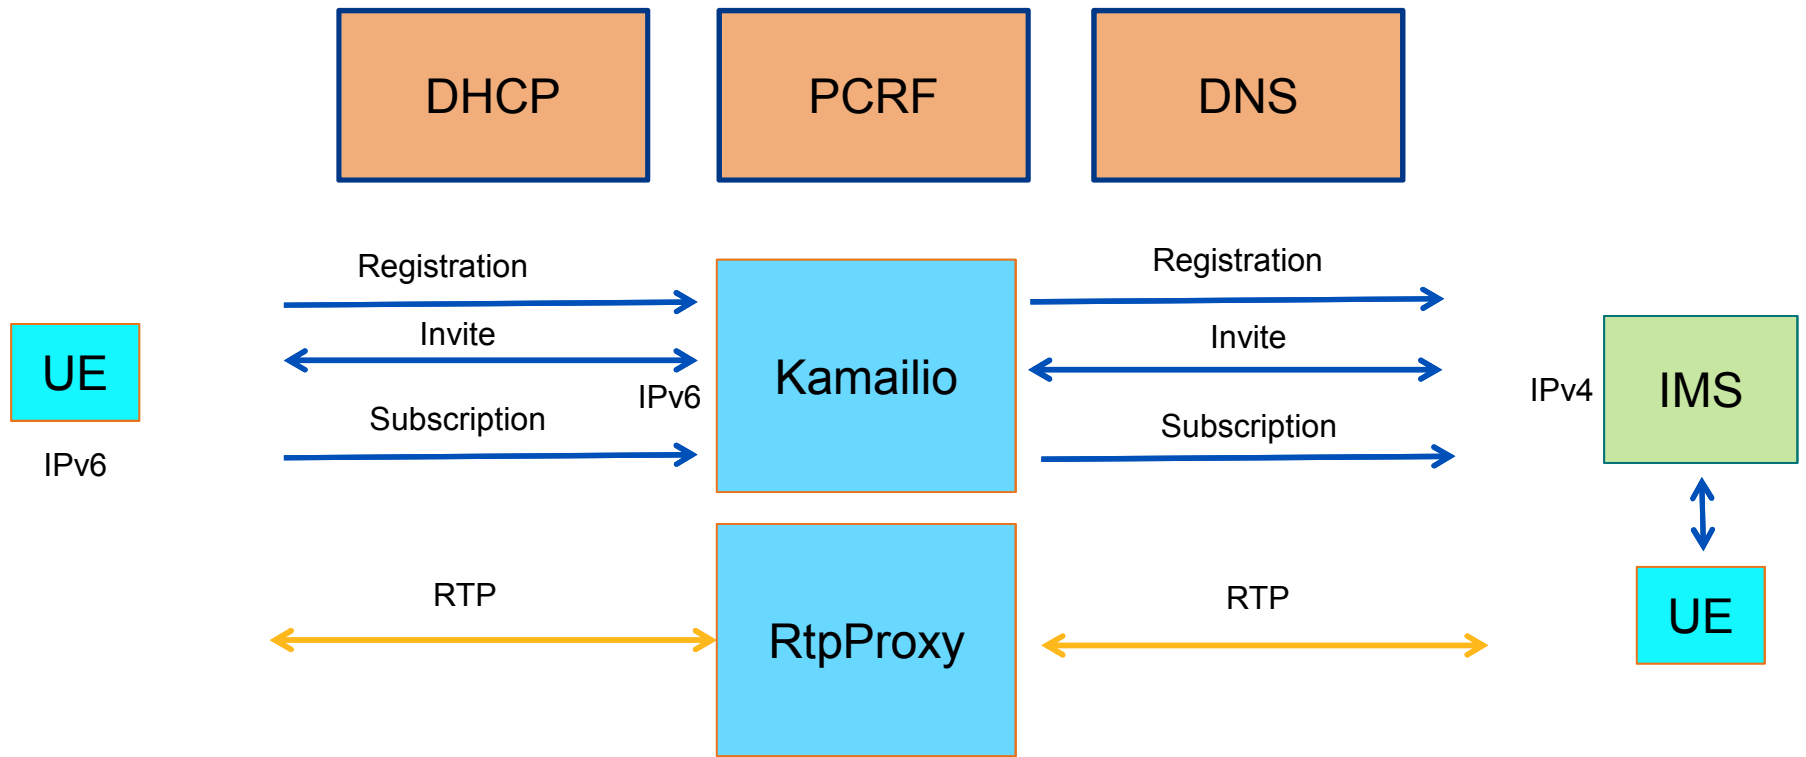 DHCP
PCRF
DNS
Registration
Registration
Invite
Invite
UE
IPv6
Kamailio
IPv4
IMS
Subscription
Subscription
IPv6
RTP
RTP
RtpProxy
UE